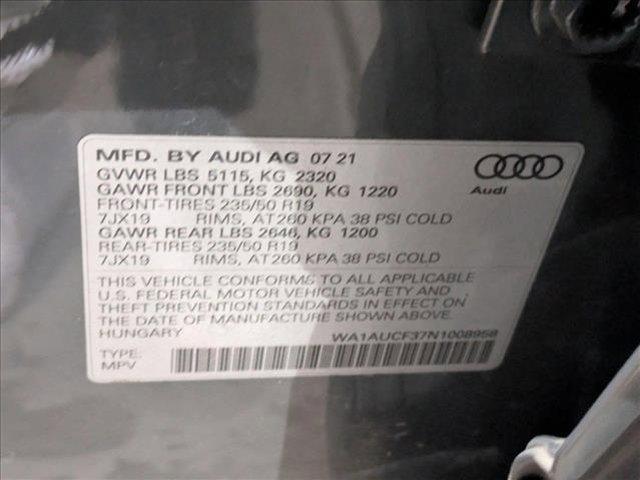 MFD. BY AUDI AG 07 21
GVWR LBS 5115, KG 2320
GAWR FRONT LBS 2690, KG 1220
FRONT-TIRES 235/50 R19
7JX19 RIMS, AT 260 KPA 38 PSI COLD
GAWR REAR LBS 2646, KG 1200
REAR-TIRES 235/50 R19
7JX19 RIMS, AT 260 KPA 38 PSI COLD
Audi
THIS VEHICLE CONFORMS TO ALL APPLICABLE
U.S. FEDERAL MOTOR VEHICLE SAFETY AND
THEFT PREVENTION STANDARDS IN EFFECT ON
THE DATE OF MANUFACTURE SHOWN ABOVE.
HUNGARY WA1AUCF37N1008958
TYPE:
MPV